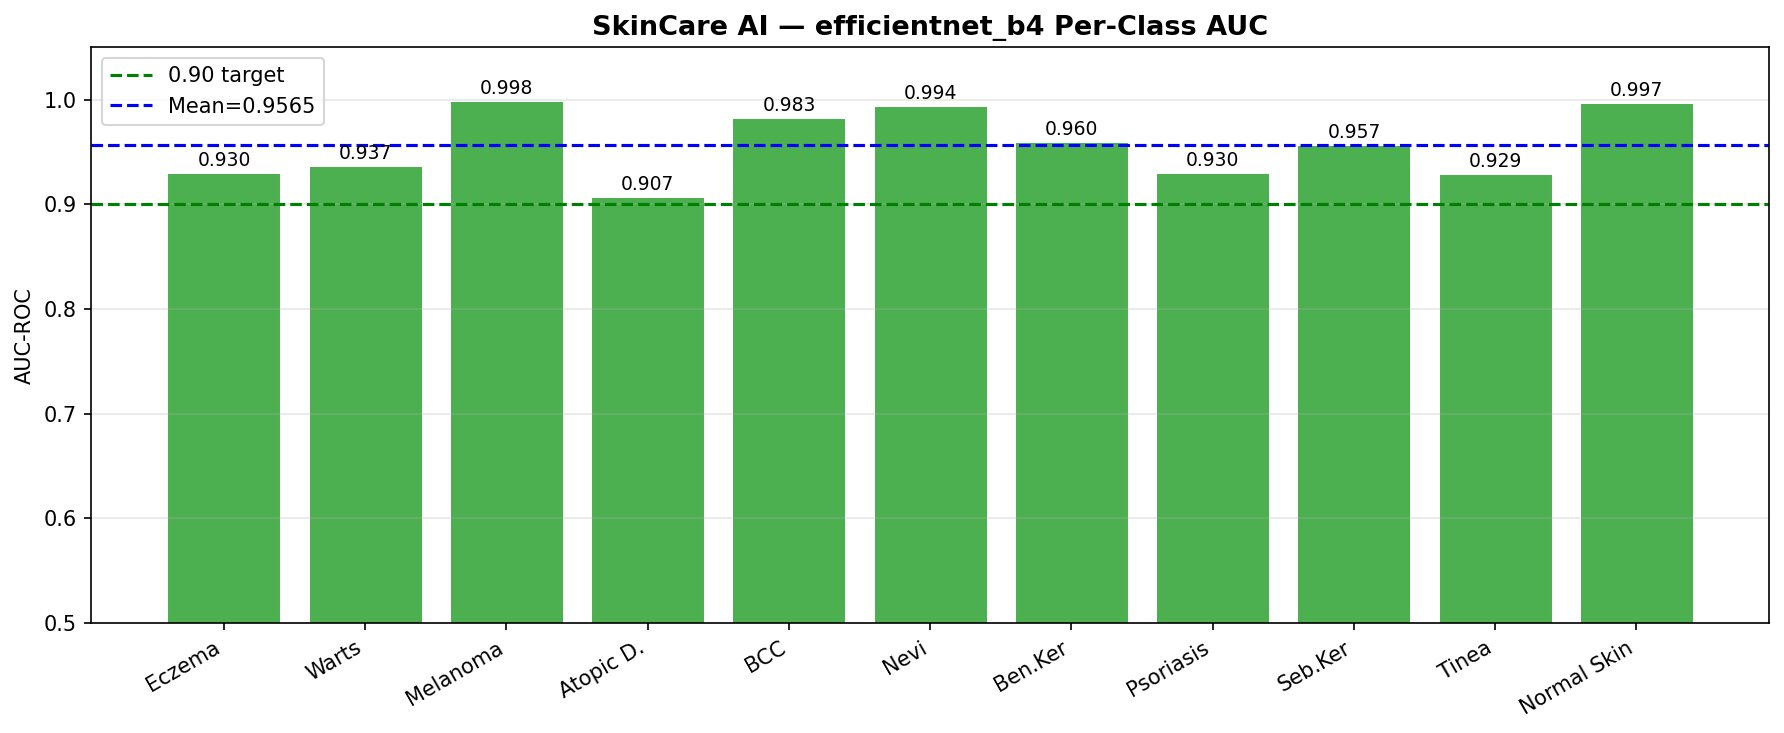 SkinCare AI — efficientnet_b4 Per-Class AUC
0.90 target
Mean=0.9565
AUC-ROC
1.0
0.9
0.8
0.7
0.6
0.5
0.930
0.937
0.998
0.907
0.983
0.994
0.960
0.930
0.957
0.929
0.997
Eczema
Warts
Melanoma
Atopic D.
BCC
Nevi
Ben.Ker
Psoriasis
Seb.Ker
Tinea
Normal Skin